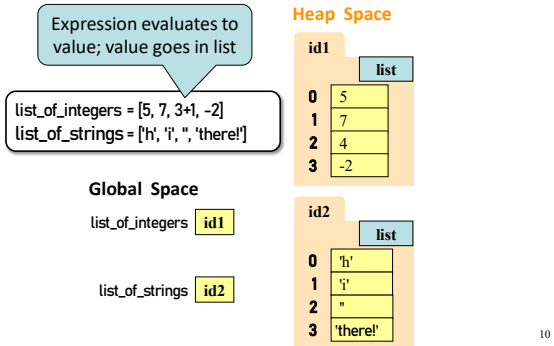 Expression evaluates to
value; value goes in list
list_of_integers = [5, 7, 3+1, -2]
list_of_strings = ['h', 'i', '', 'there!']
Global Space
list_of_integers id1
list_of_strings id2
Heap Space
id1
list
0 5
1 7
2 4
3 -2
id2
list
0 'h'
1 'i'
2 ''
3 'there!'
10